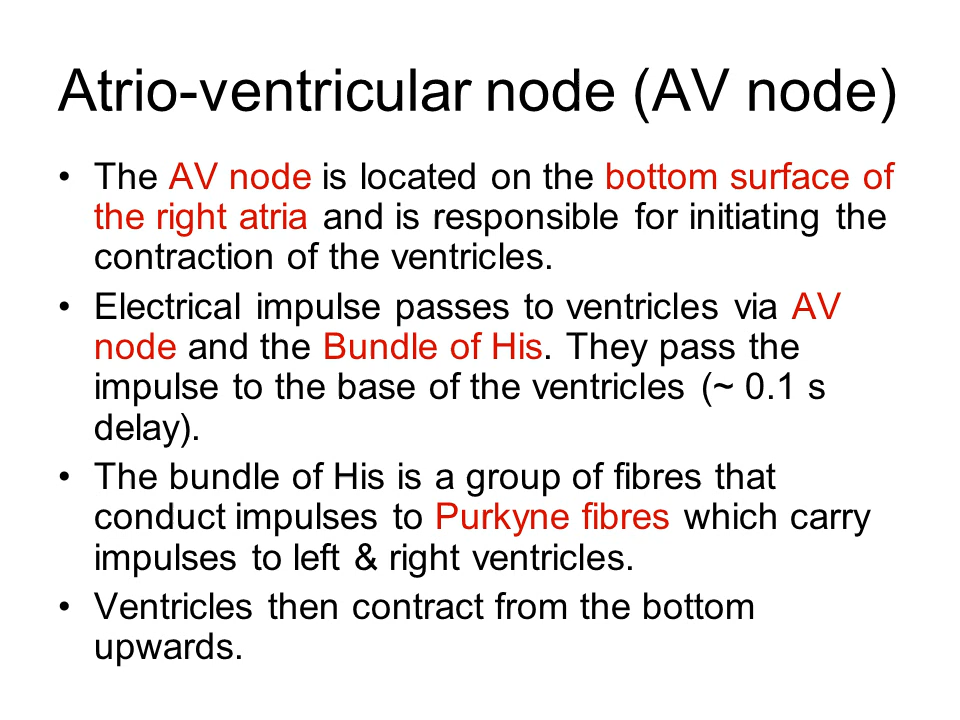 Atrio-ventricular node (AV node)
• The AV node is located on the bottom surface of
the right atria and is responsible for initiating the
contraction of the ventricles.
• Electrical impulse passes to ventricles via AV
node and the Bundle of His. They pass the
impulse to the base of the ventricles (~ 0.1 s
delay).
• The bundle of His is a group of fibres that
conduct impulses to Purkyne fibres which carry
impulses to left & right ventricles.
• Ventricles then contract from the bottom
upwards.